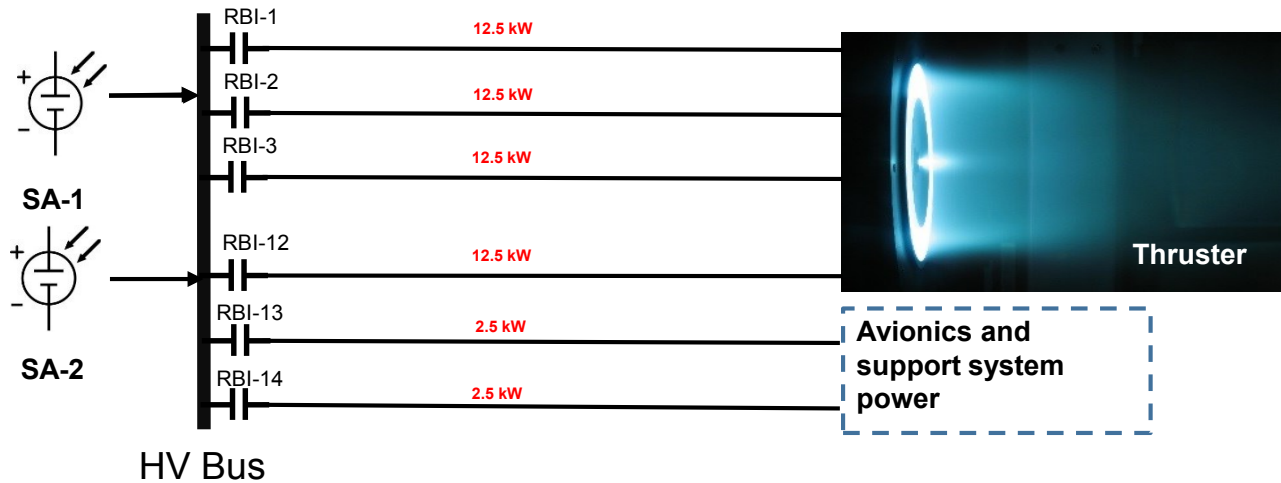 RBI-1
12.5 kW
RBI-2
12.5 kW
RBI-3
12.5 kW
SA-1
RBI-12
12.5 kW
Thruster
RBI-13
2.5 kW
SA-2
RBI-14
2.5 kW
Avionics and
support system
power
HV Bus
+
−
+
−